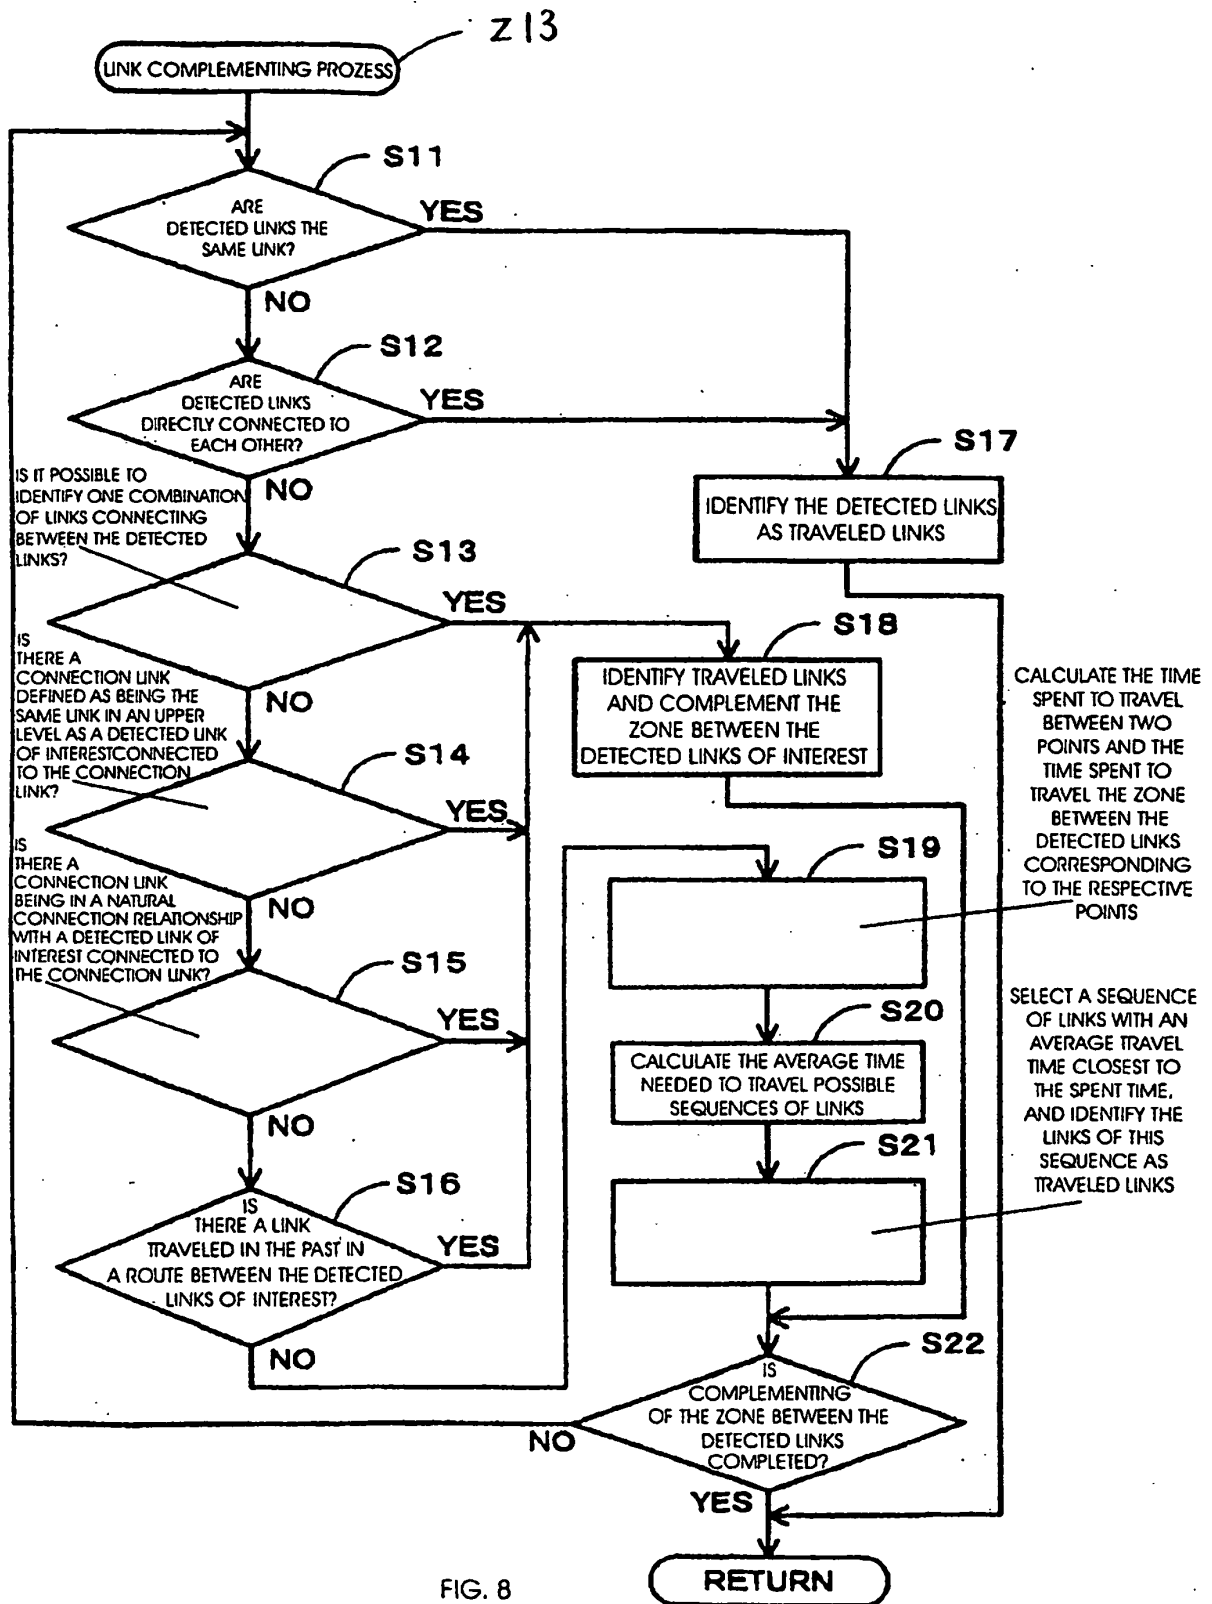 Z13
LINK COMPLEMENTING PROZESS
S11
ARE
DETECTED LINKS THE
SAME LINK?
YES
NO
S12
ARE
DETECTED LINKS
DIRECTLY CONNECTED TO
EACH OTHER?
YES
NO
S17
IDENTIFY THE DETECTED LINKS
AS TRAVELED LINKS
IS IT POSSIBLE TO
IDENTIFY ONE COMBINATION
OF LINKS CONNECTING
BETWEEN THE DETECTED
LINKS?
S13
YES
NO
S18
IDENTIFY TRAVELED LINKS
AND COMPLEMENT THE
ZONE BETWEEN THE
DETECTED LINKS OF INTEREST
IS
THERE A
CONNECTION LINK
DEFINED AS BEING THE
SAME LINK IN AN UPPER
LEVEL AS A DETECTED LINK
OF INTERESTCONNECTED
TO THE CONNECTION
LINK?
S14
YES
NO
CALCULATE THE TIME
SPENT TO TRAVEL
BETWEEN TWO
POINTS AND THE
TIME SPENT TO
TRAVEL THE ZONE
BETWEEN THE
DETECTED LINKS
CORRESPONDING
TO THE RESPECTIVE
POINTS
S19
IS
THERE A
CONNECTION LINK
BEING IN A NATURAL
CONNECTION RELATIONSHIP
WITH A DETECTED LINK OF
INTEREST CONNECTED TO
THE CONNECTION LINK?
S15
YES
NO
S20
CALCULATE THE AVERAGE TIME
NEEDED TO TRAVEL POSSIBLE
SEQUENCES OF LINKS
SELECT A SEQUENCE
OF LINKS WITH AN
AVERAGE TRAVEL
TIME CLOSEST TO
THE SPENT TIME,
AND IDENTIFY THE
LINKS OF THIS
SEQUENCE AS
TRAVELED LINKS
S21
S16
IS
THERE A LINK
TRAVELED IN THE PAST IN
A ROUTE BETWEEN THE DETECTED
LINKS OF INTEREST?
YES
NO
S22
IS
COMPLEMENTING
OF THE ZONE BETWEEN THE
DETECTED LINKS
COMPLETED?
NO
YES
RETURN
FIG. 8